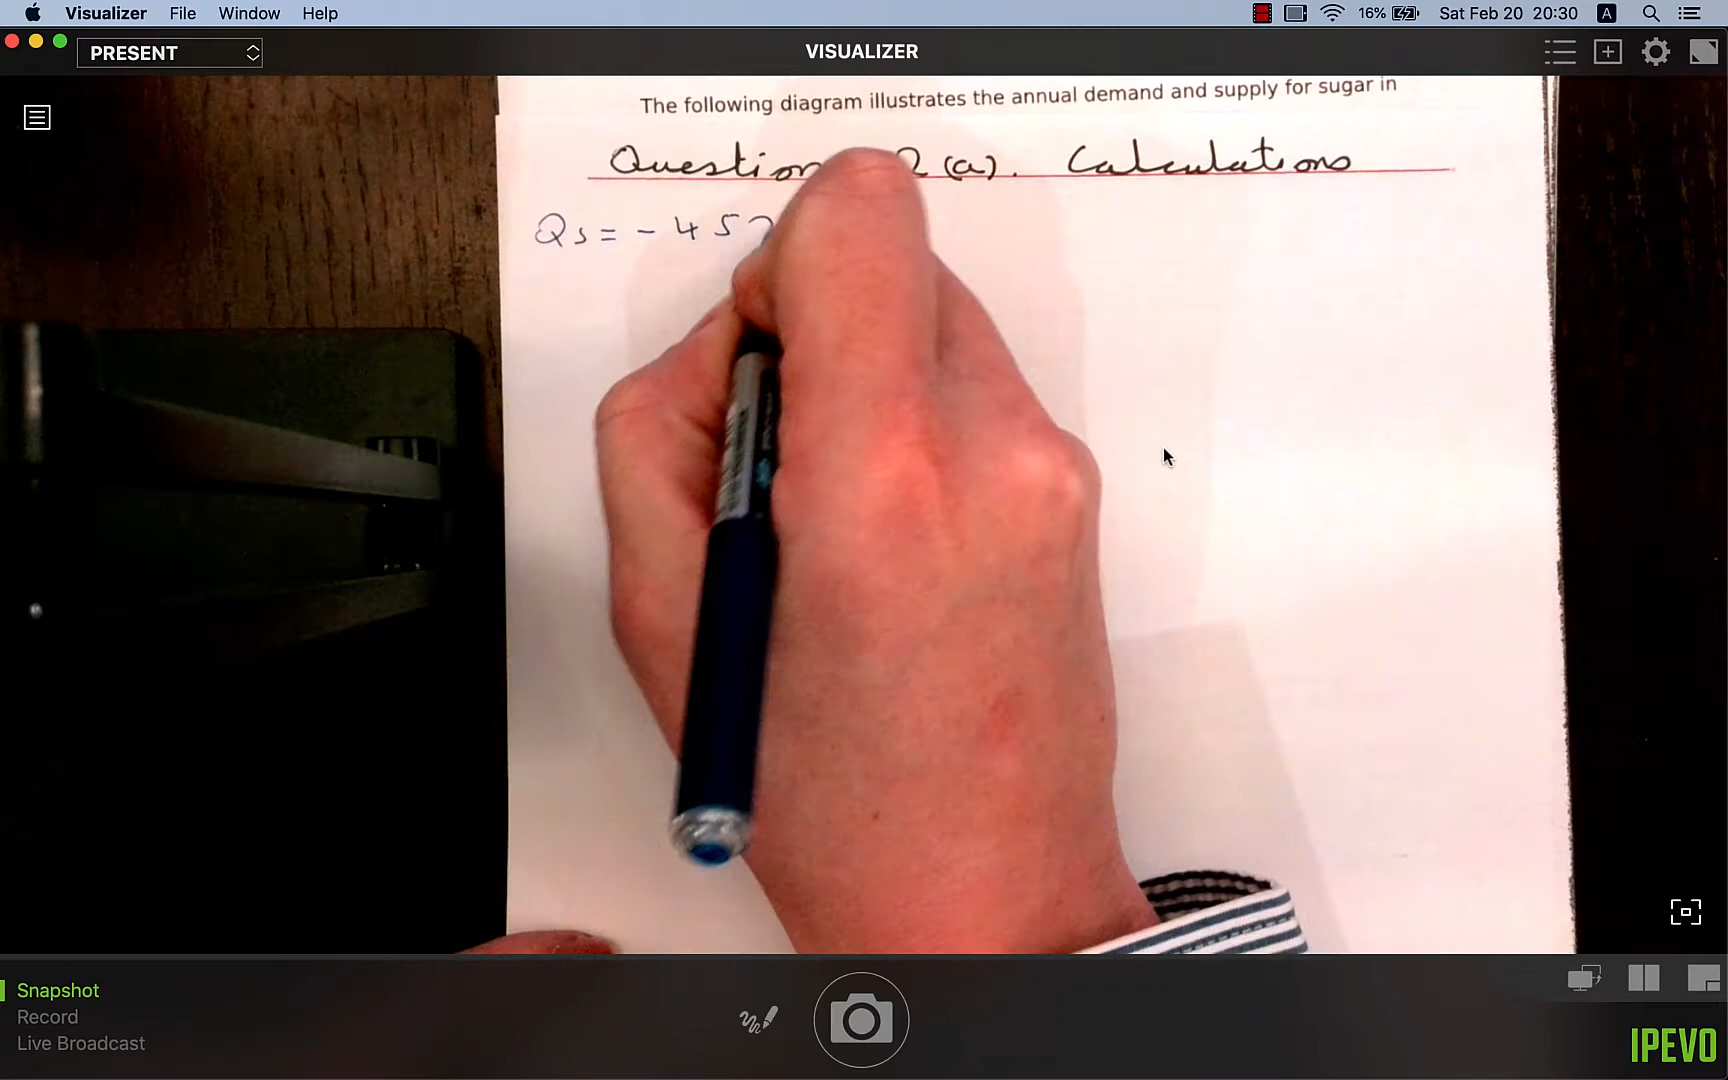 Visualizer File Window Help 16% Sat Feb 20 20:30 A
PRESENT VISUALIZER
The following diagram illustrates the annual demand and supply for sugar in
Question 2 (a). Calculations
Qs = - 45
Snapshot
Record
Live Broadcast
IPEVO